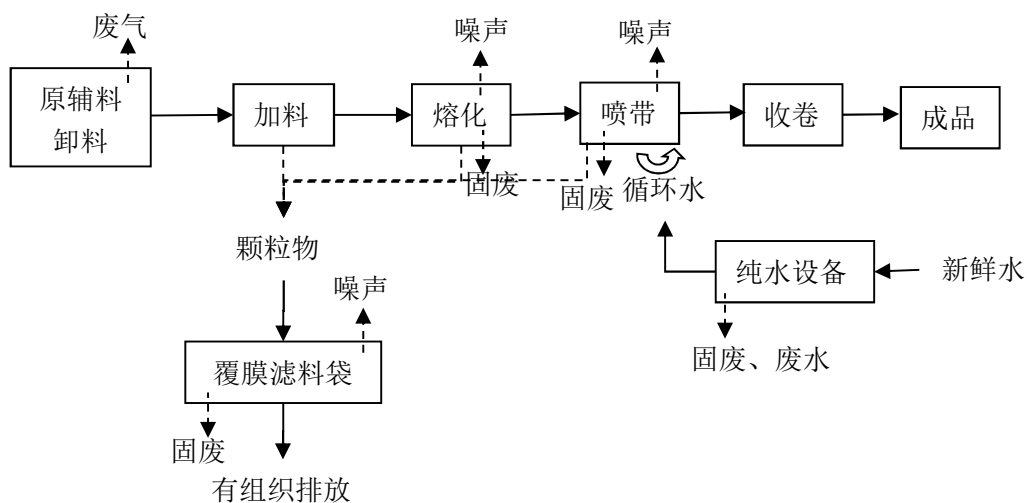 废气
噪声
噪声
原辅料
卸料
加料
熔化
喷带
收卷
成品
固废
固废
循环水
颗粒物
纯水设备
新鲜水
噪声
固废、废水
覆膜滤料袋
固废
有组织排放